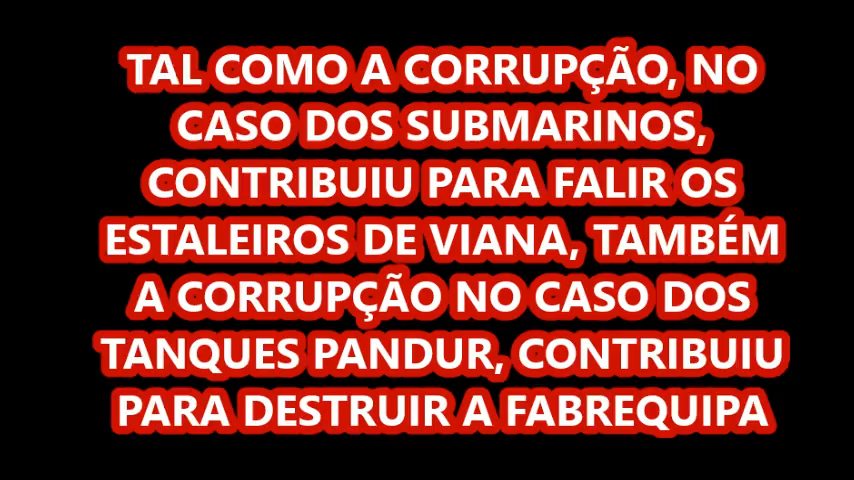 TAL COMO A CORRUPÇÃO, NO
CASO DOS SUBMARINOS,
CONTRIBUIU PARA FALIR OS
ESTALEIROS DE VIANA, TAMBÉM
A CORRUPÇÃO NO CASO DOS
TANQUES PANDUR, CONTRIBUIU
PARA DESTRUIR A FABREQUIPA